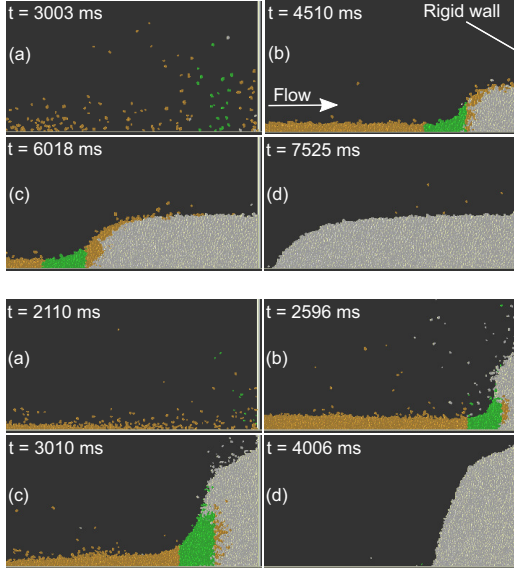 t = 3003 ms
(a)
t = 4510 ms
Rigid wall
(b)
Flow
t = 6018 ms
(c)
t = 7525 ms
(d)
t = 2110 ms
(a)
t = 2596 ms
(b)
t = 3010 ms
(c)
t = 4006 ms
(d)